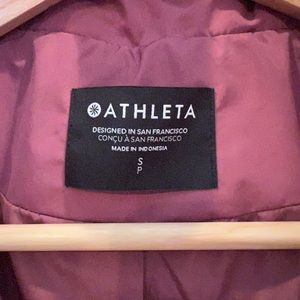 ATHLETA
DESIGNED IN SAN FRANCISCO
CONÇU À SAN FRANCISCO
MADE IN INDONESIA
S
P